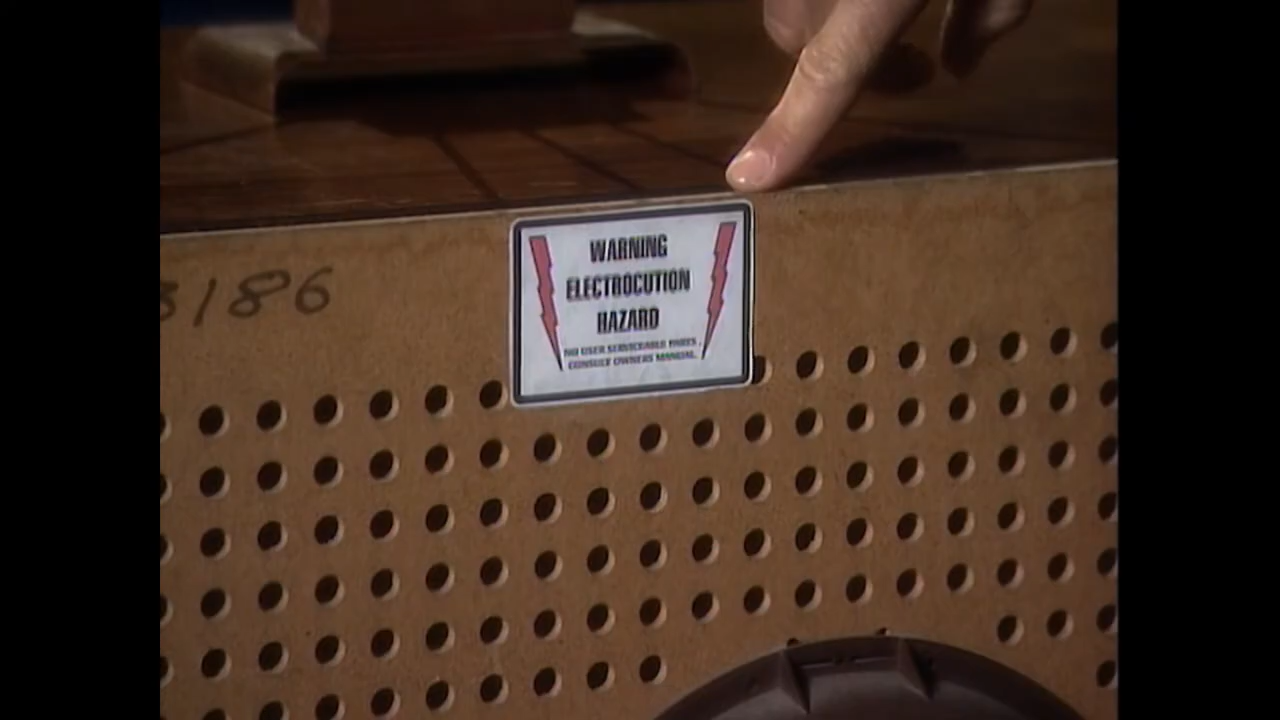 WARNING
ELECTROCUTION
HAZARD
NO USER SERVICEABLE PARTS.
CONSULT OWNERS MANUAL.
3186